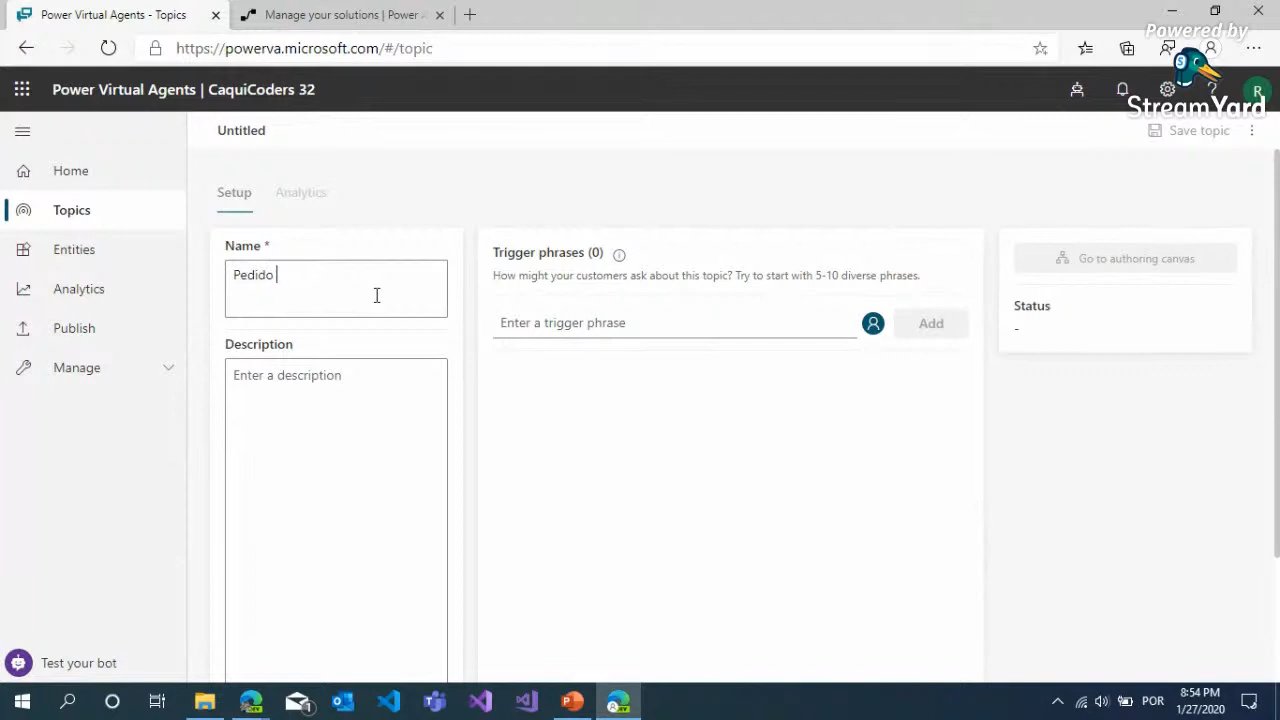 Power Virtual Agents - Topics
Manage your solutions | Power A
https://powerva.microsoft.com/#/topic
Powered by
StreamYard
Power Virtual Agents | CaquiCoders 32
R
Untitled
Save topic
Home
Topics
Entities
Analytics
Publish
Manage
Test your bot
Setup
Analytics
Name *
Pedido
Description
Enter a description
Trigger phrases (0)
How might your customers ask about this topic? Try to start with 5-10 diverse phrases.
Enter a trigger phrase
Add
Go to authoring canvas
Status
-
POR
8:54 PM
1/27/2020